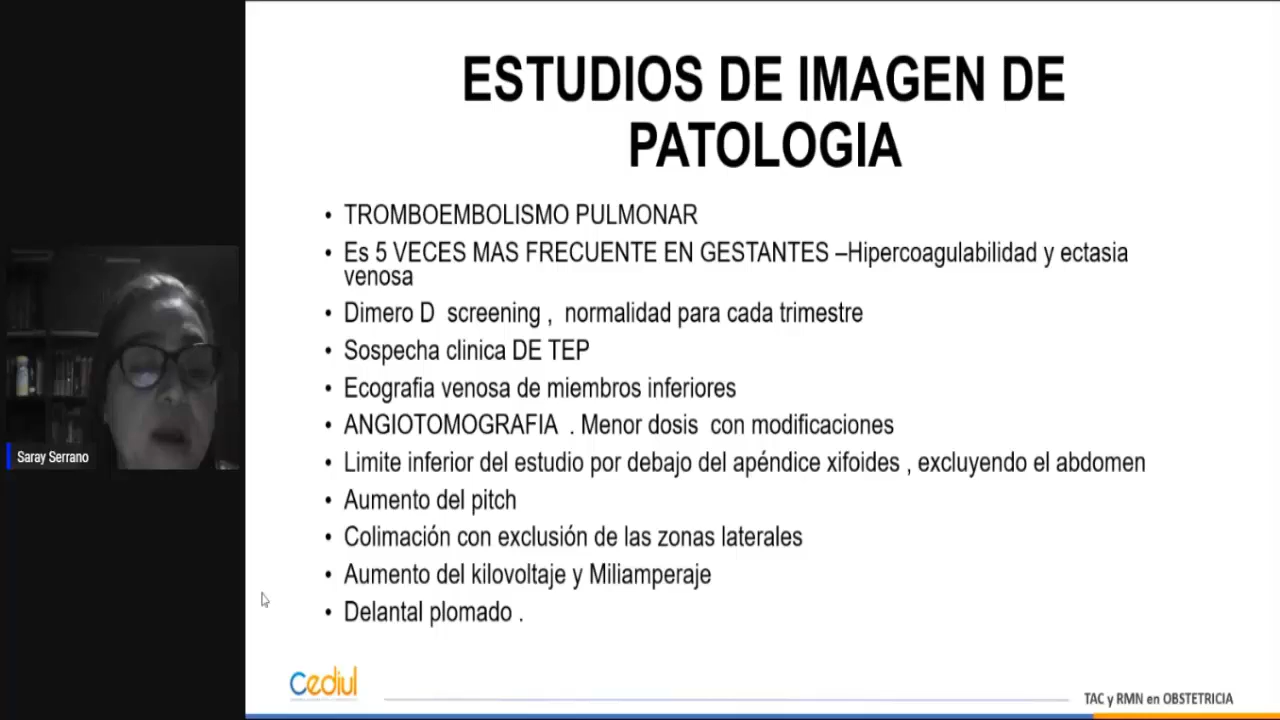 ESTUDIOS DE IMAGEN DE
PATOLOGIA
• TROMBOEMBOLISMO PULMONAR
• Es 5 VECES MAS FRECUENTE EN GESTANTES –Hipercoagulabilidad y ectasia
venosa
• Dimero D screening , normalidad para cada trimestre
• Sospecha clinica DE TEP
• Ecografia venosa de miembros inferiores
• ANGIOTOMOGRAFIA . Menor dosis con modificaciones
• Limite inferior del estudio por debajo del apéndice xifoides , excluyendo el abdomen
• Aumento del pitch
• Colimación con exclusión de las zonas laterales
• Aumento del kilovoltaje y Miliamperaje
• Delantal plomado .
Saray Serrano
Cediul
TAC y RMN en OBSTETRICIA